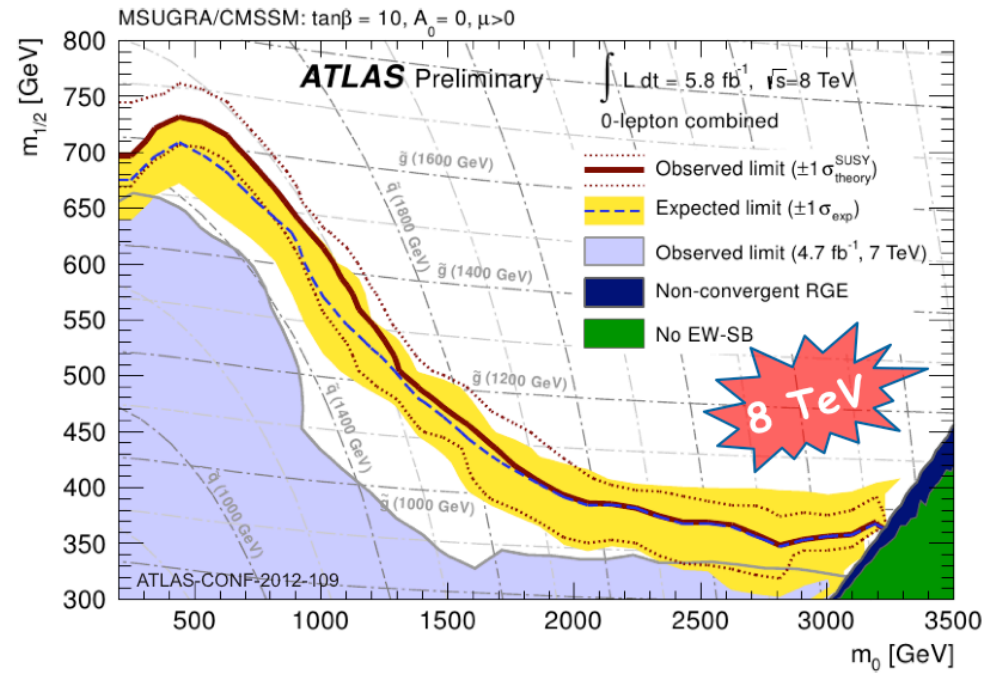 MSUGRA/CMSSM: tanβ = 10, A₀ = 0, μ>0
m₁/₂ [GeV]
800
750
700
650
600
550
500
450
400
350
300
ATLAS Preliminary
∫ L dt = 5.8 fb⁻¹, √s=8 TeV
0-lepton combined
Observed limit (±1 σ^SUSY_theory)
Expected limit (±1 σ_exp)
Observed limit (4.7 fb⁻¹, 7 TeV)
Non-convergent RGE
No EW-SB
g̃ (1600 GeV)
q̃ (1800 GeV)
g̃ (1400 GeV)
g̃ (1200 GeV)
q̃ (1400 GeV)
g̃ (1000 GeV)
q̃ (1000 GeV)
8 TeV
ATLAS-CONF-2012-109
500
1000
1500
2000
2500
3000
3500
m₀ [GeV]